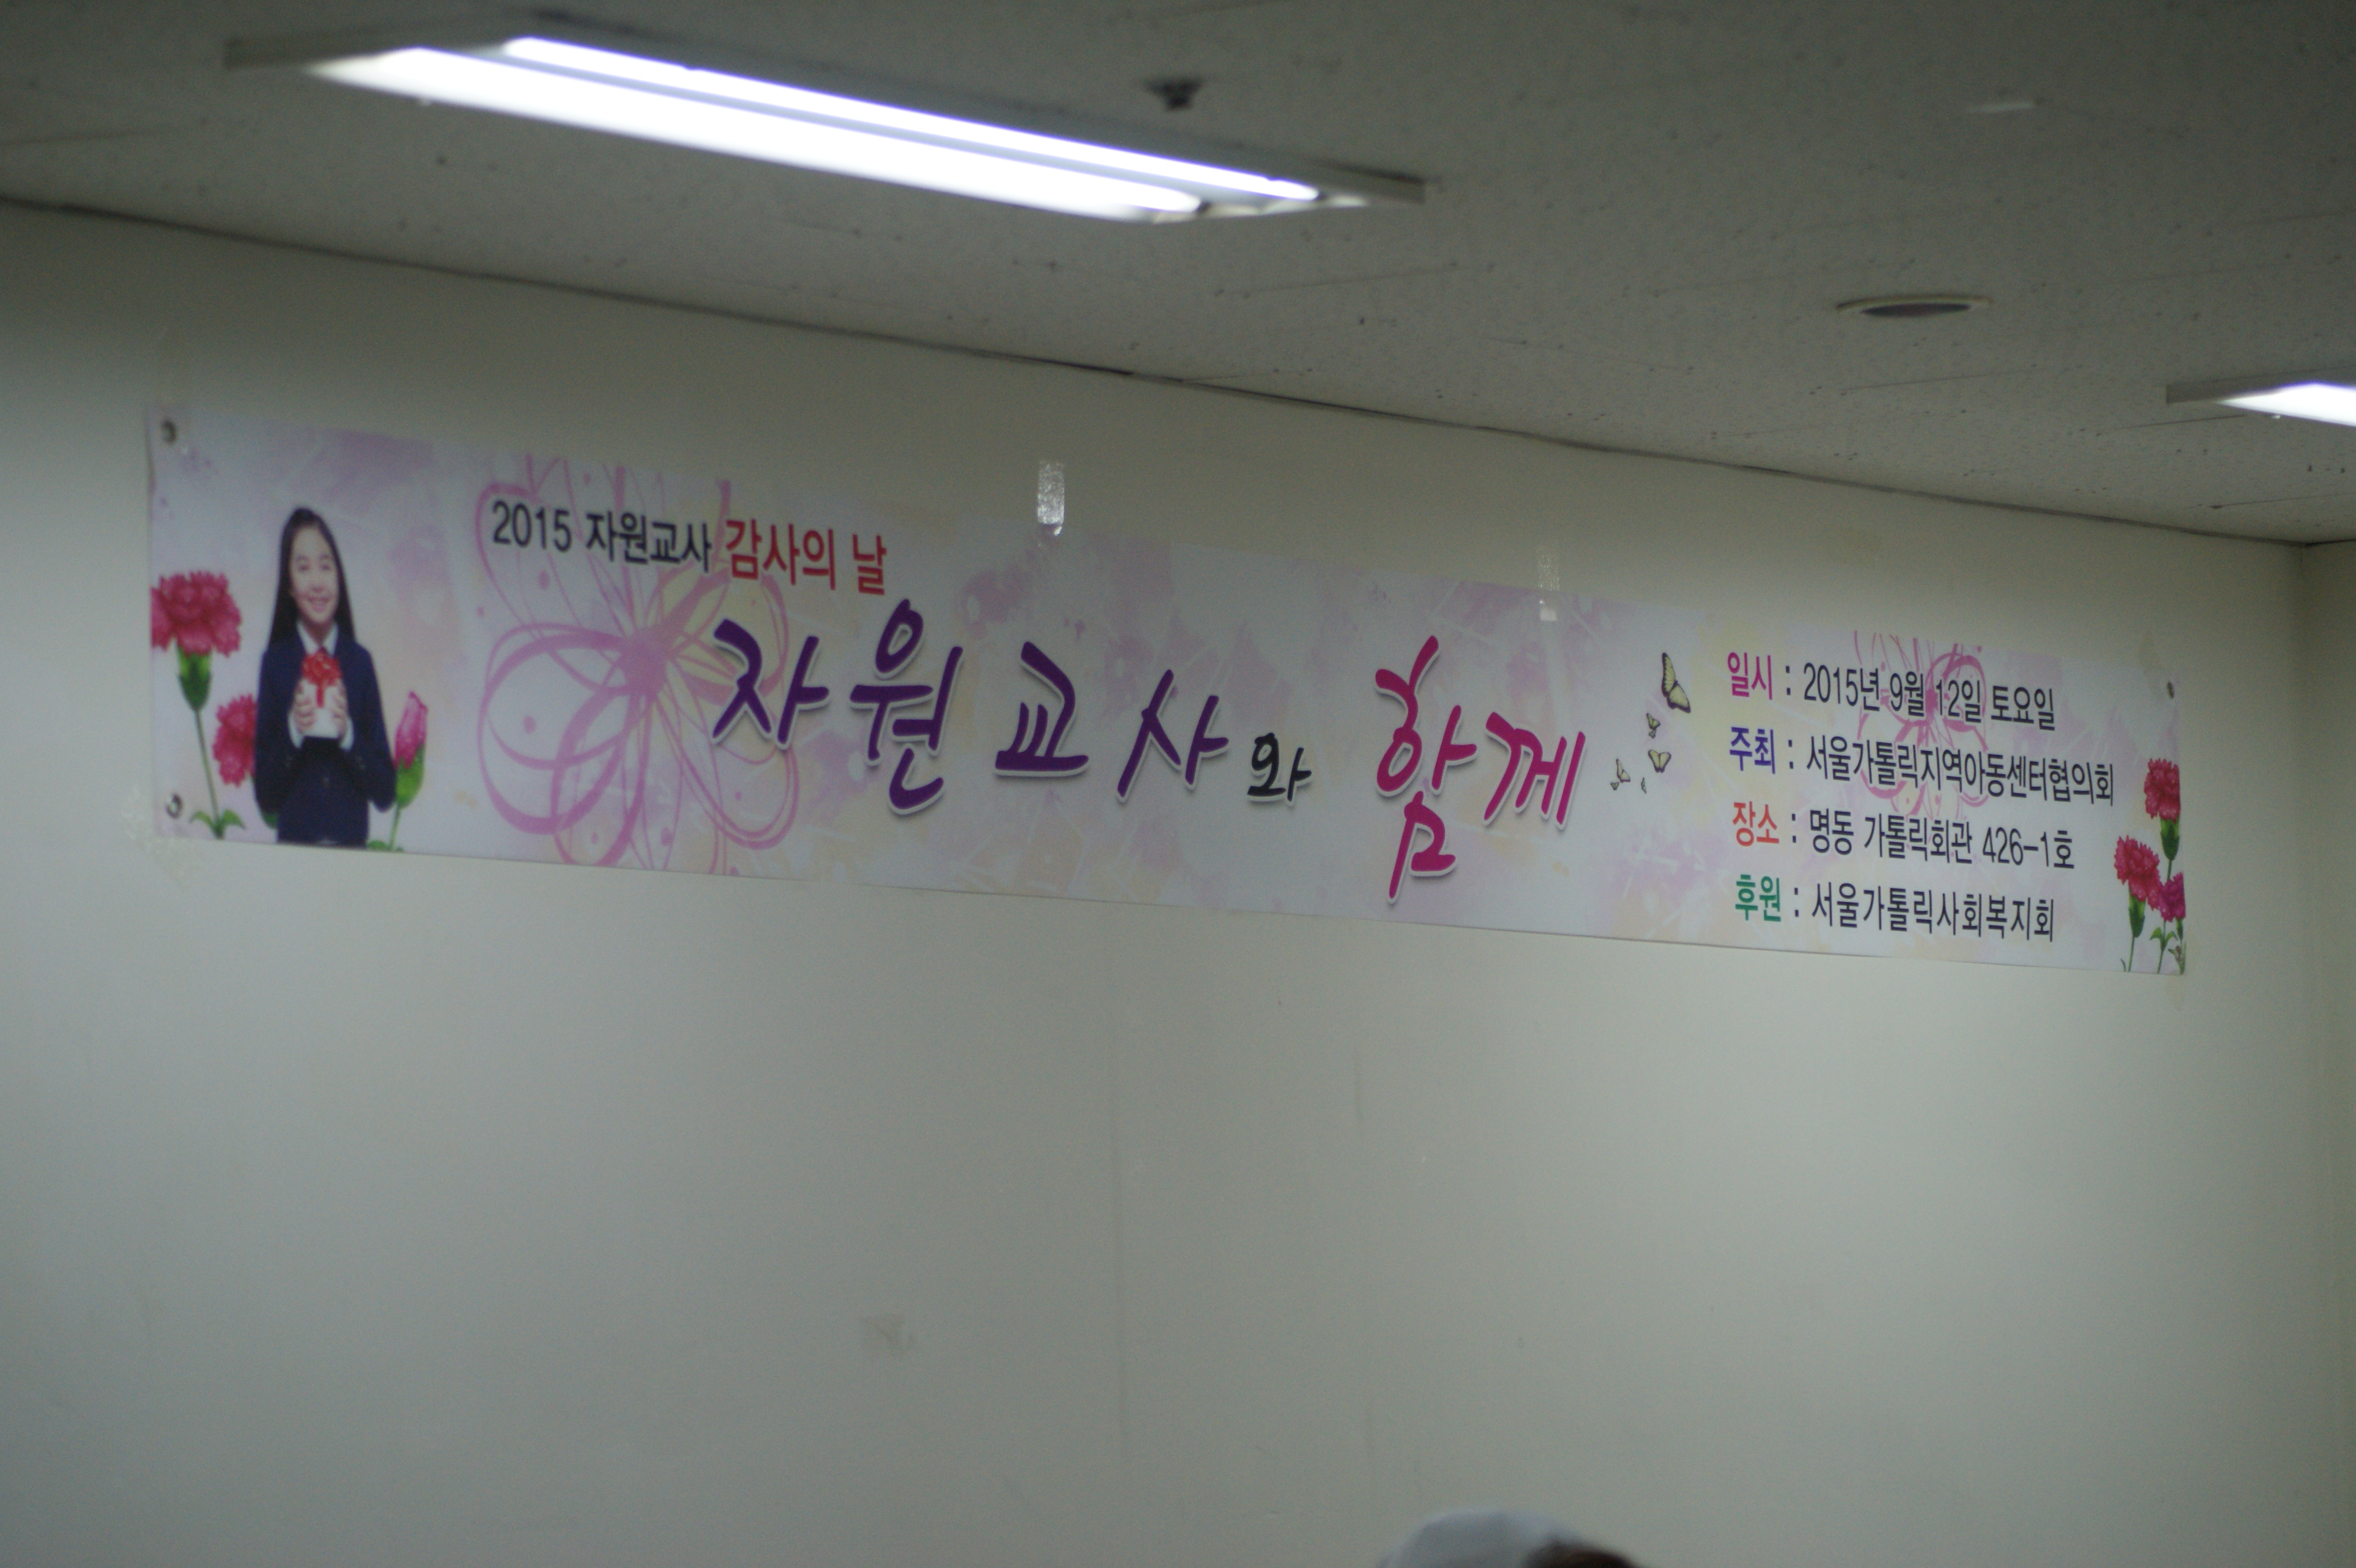 2015 자원교사 감사의 날
자원교사와 함께
일시 : 2015년 9월 12일 토요일
주최 : 서울가톨릭지역아동센터협의회
장소 : 명동 가톨릭회관 426-1호
후원 : 서울가톨릭사회복지회